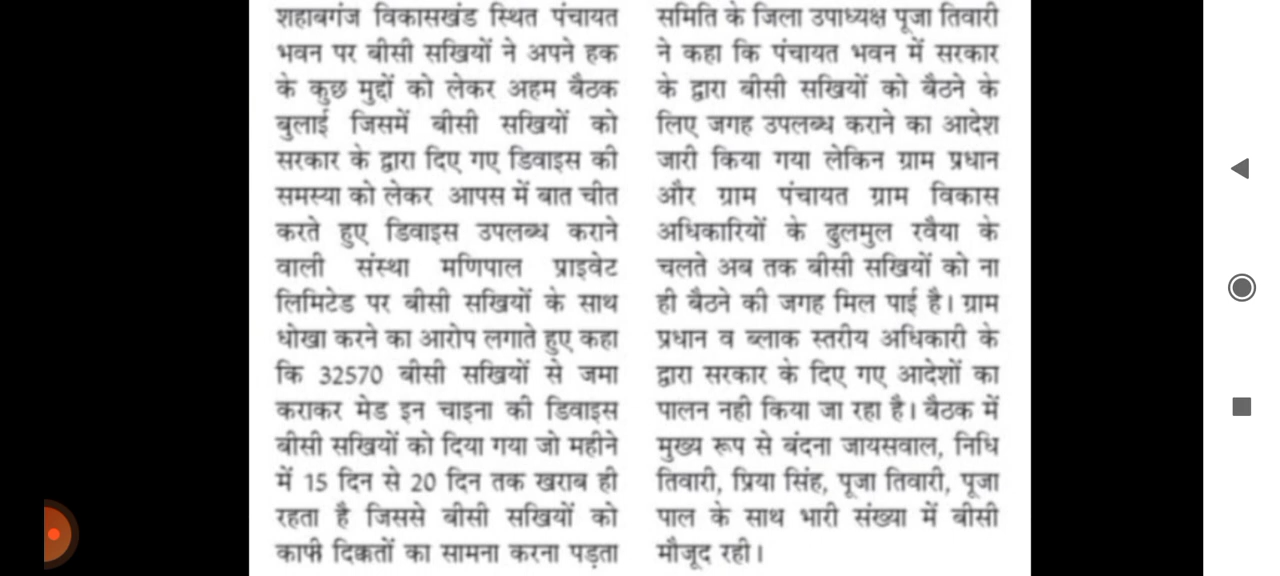 शहाबगंज विकासखंड स्थित पंचायत
भवन पर बीसी सखियों ने अपने हक
के कुछ मुद्दों को लेकर अहम बैठक
बुलाई जिसमें बीसी सखियों को
सरकार के द्वारा दिए गए डिवाइस की
समस्या को लेकर आपस में बात चीत
करते हुए डिवाइस उपलब्ध कराने
वाली संस्था मणिपाल प्राइवेट
लिमिटेड पर बीसी सखियों के साथ
धोखा करने का आरोप लगाते हुए कहा
कि 32570 बीसी सखियों से जमा
कराकर मेड इन चाइना की डिवाइस
बीसी सखियों को दिया गया जो महीने
में 15 दिन से 20 दिन तक खराब ही
रहता है जिससे बीसी सखियों को
काफी दिक्कतों का सामना करना पड़ता
समिति के जिला उपाध्यक्ष पूजा तिवारी
ने कहा कि पंचायत भवन में सरकार
के द्वारा बीसी सखियों को बैठने के
लिए जगह उपलब्ध कराने का आदेश
जारी किया गया लेकिन ग्राम प्रधान
और ग्राम पंचायत ग्राम विकास
अधिकारियों के ढुलमुल रवैया के
चलते अब तक बीसी सखियों को ना
ही बैठने की जगह मिल पाई है। ग्राम
प्रधान व ब्लाक स्तरीय अधिकारी के
द्वारा सरकार के दिए गए आदेशों का
पालन नही किया जा रहा है। बैठक में
मुख्य रूप से बंदना जायसवाल, निधि
तिवारी, प्रिया सिंह, पूजा तिवारी, पूजा
पाल के साथ भारी संख्या में बीसी
मौजूद रही।